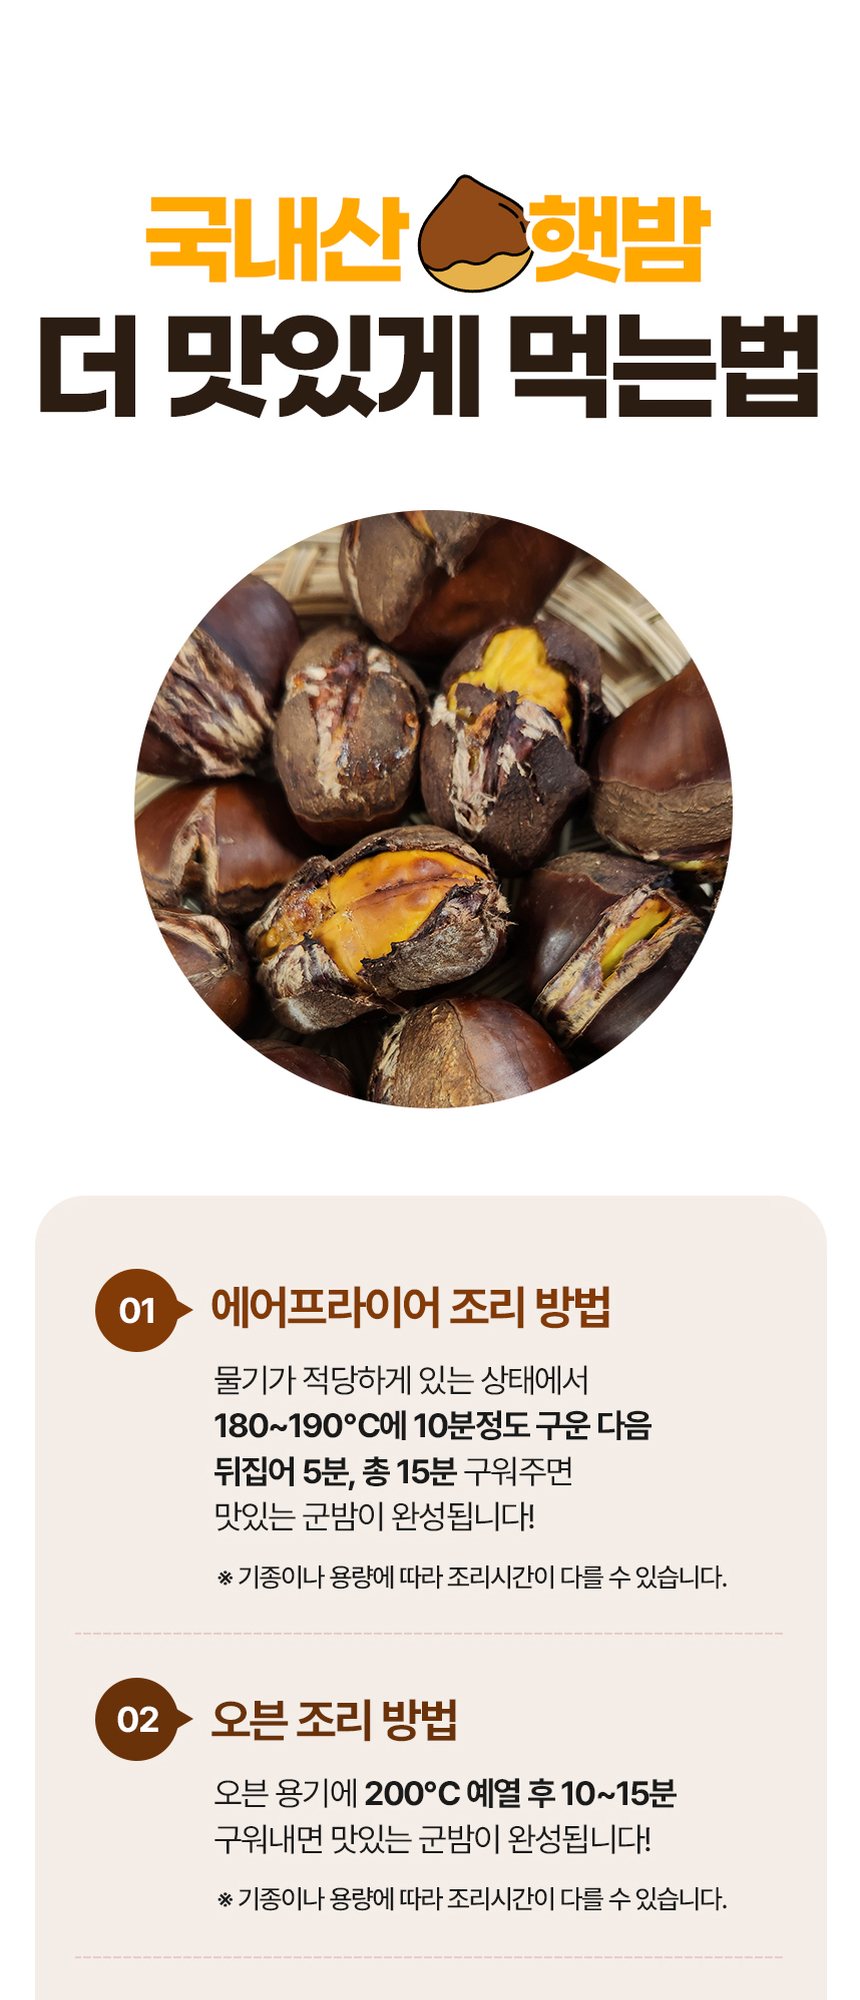 국내산 햇밤
더 맛있게 먹는법
01 에어프라이어 조리 방법
물기가 적당하게 있는 상태에서
180~190°C에 10분정도 구운 다음
뒤집어 5분, 총 15분 구워주면
맛있는 군밤이 완성됩니다!
※ 기종이나 용량에 따라 조리시간이 다를 수 있습니다.
02 오븐 조리 방법
오븐 용기에 200°C 예열 후 10~15분
구워내면 맛있는 군밤이 완성됩니다!
※ 기종이나 용량에 따라 조리시간이 다를 수 있습니다.